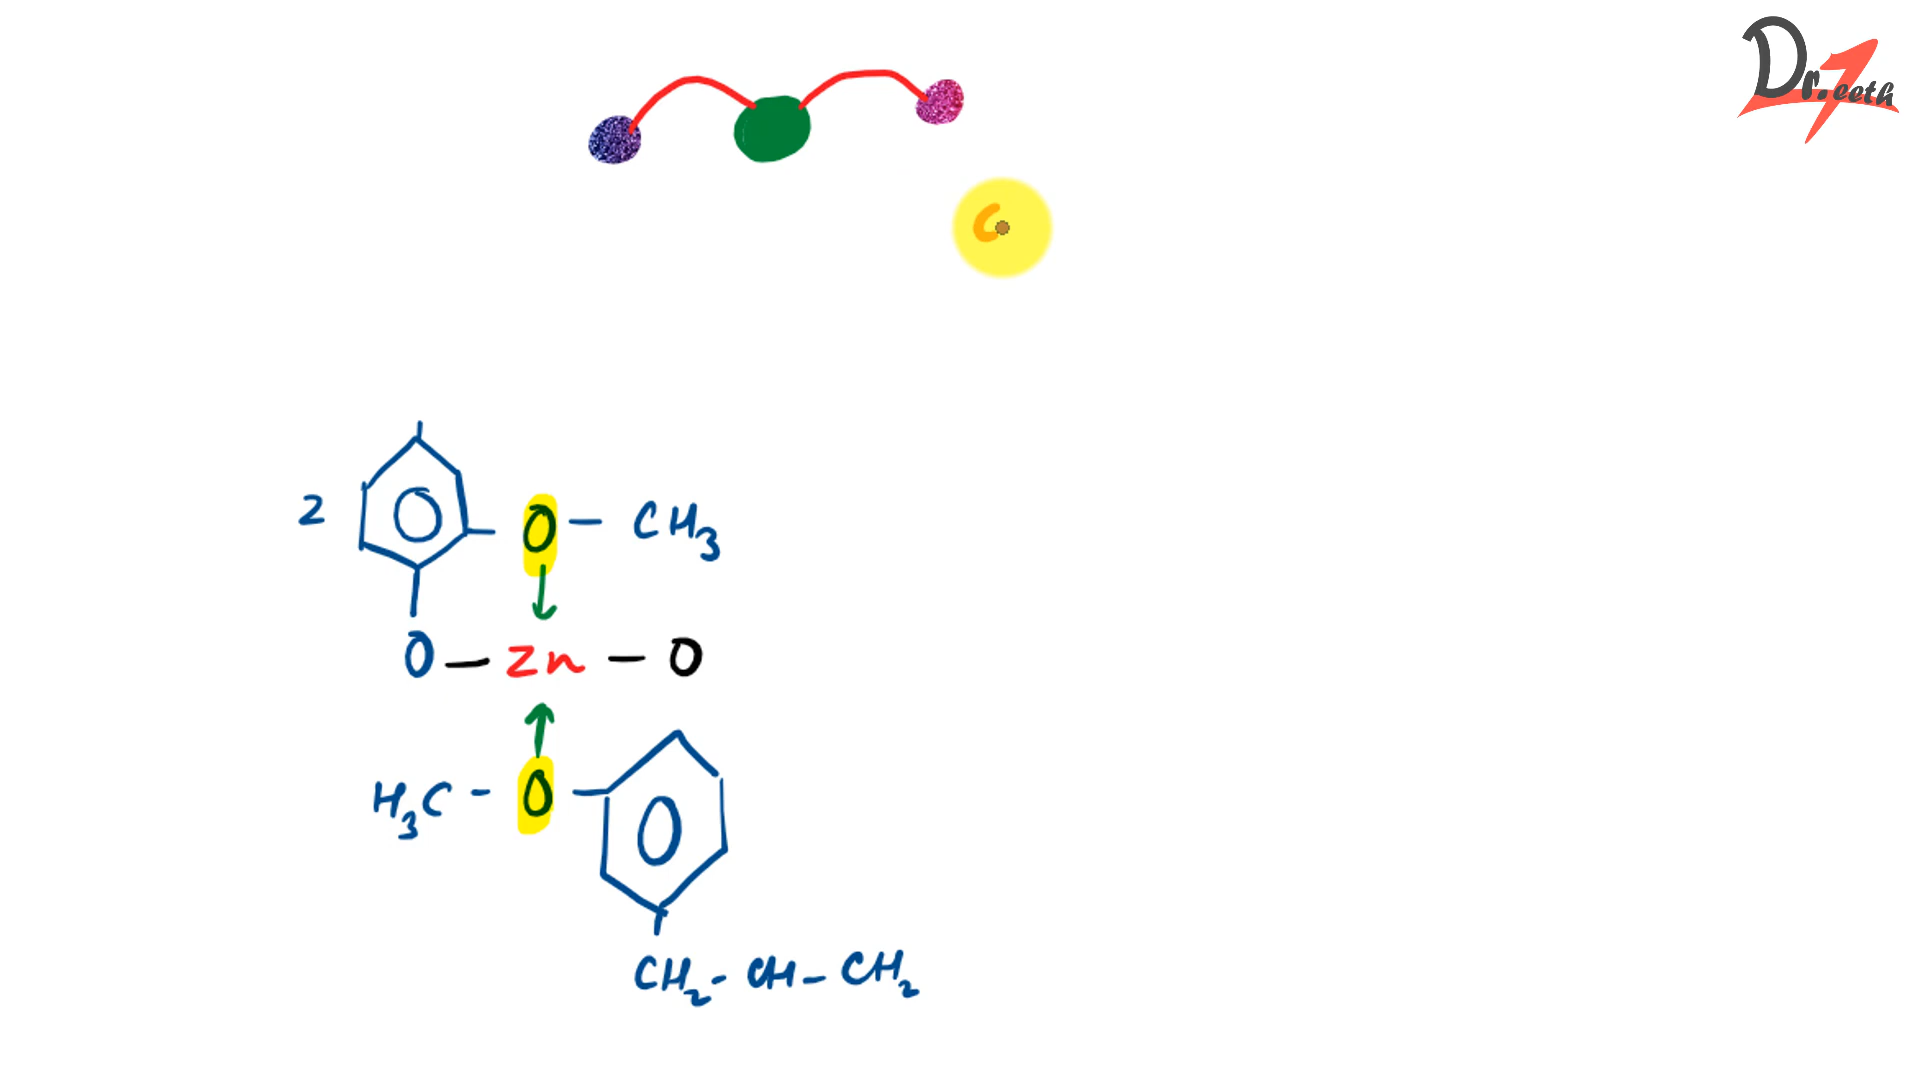 Dr.
Teeth
C
2
O - CH3
O - Zn - O
H3C - O
CH2 - CH - CH2